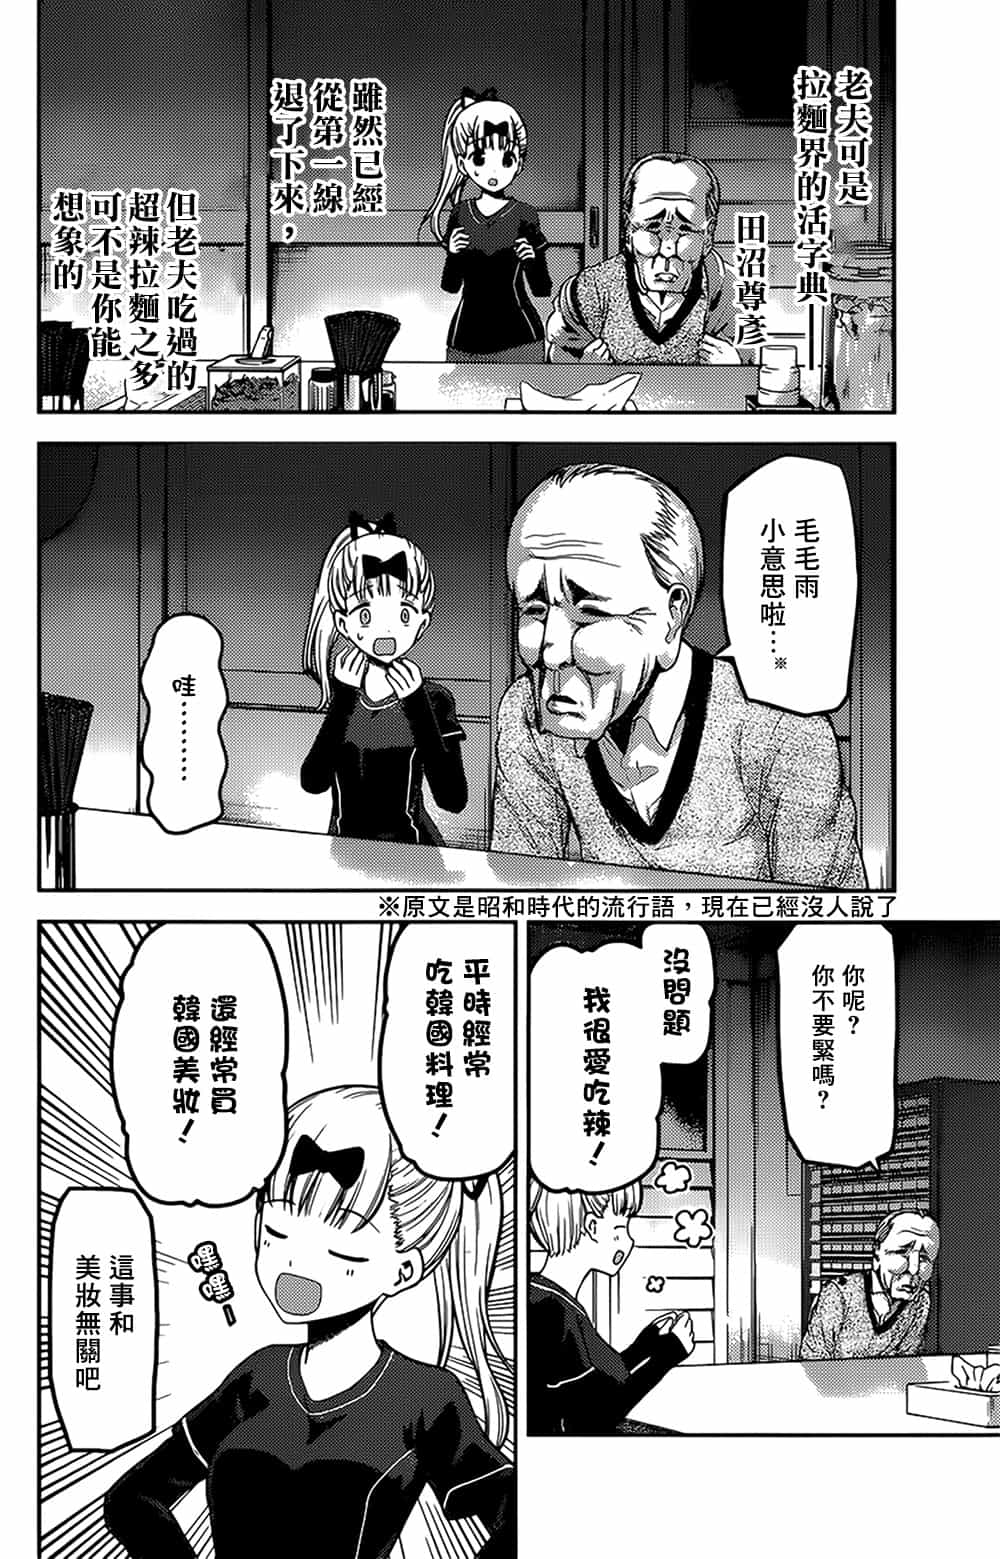 老夫可是
拉麵界的活字典──
田沼尊彥
雖然已經
從第一線
退了下來，
但老夫吃過的
超辣拉麵之多
可不是你能
想象的
毛毛雨
小意思啦…※
哇………
※原文是昭和時代的流行語，現在已經沒人說了
你呢？
你不要緊嗎？
沒問題
我很愛吃辣！
平時經常
吃韓國料理！
還經常買
韓國美妝！
嘿嘿~
這事和
美妝無關吧